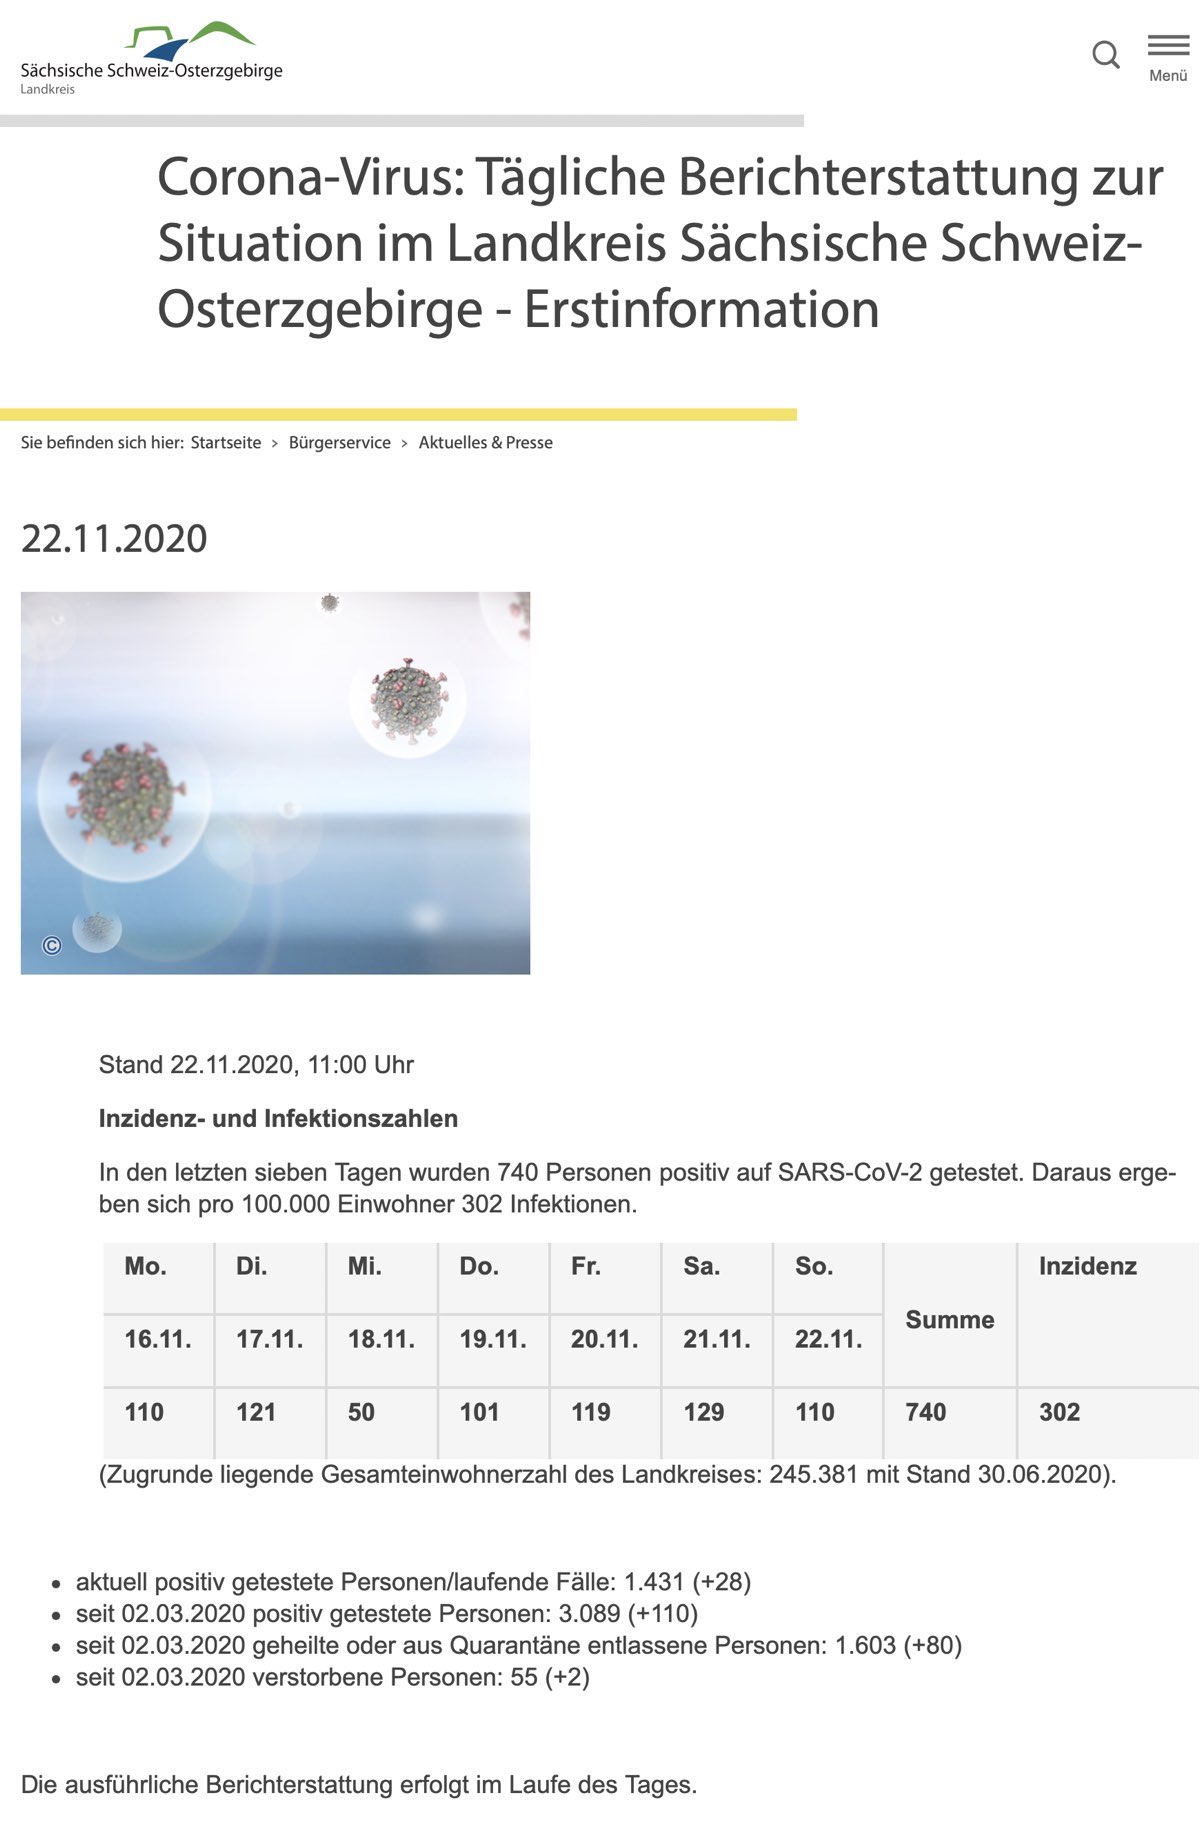 Sächsische Schweiz-Osterzgebirge
Landkreis
Menü
Corona-Virus: Tägliche Berichterstattung zur
Situation im Landkreis Sächsische Schweiz-
Osterzgebirge - Erstinformation
Sie befinden sich hier: Startseite > Bürgerservice > Aktuelles & Presse
22.11.2020
©
Stand 22.11.2020, 11:00 Uhr
Inzidenz- und Infektionszahlen
In den letzten sieben Tagen wurden 740 Personen positiv auf SARS-CoV-2 getestet. Daraus erge-
ben sich pro 100.000 Einwohner 302 Infektionen.
Mo. Di. Mi. Do. Fr. Sa. So. Summe Inzidenz
16.11. 17.11. 18.11. 19.11. 20.11. 21.11. 22.11.
110 121 50 101 119 129 110 740 302
(Zugrunde liegende Gesamteinwohnerzahl des Landkreises: 245.381 mit Stand 30.06.2020).
• aktuell positiv getestete Personen/laufende Fälle: 1.431 (+28)
• seit 02.03.2020 positiv getestete Personen: 3.089 (+110)
• seit 02.03.2020 geheilte oder aus Quarantäne entlassene Personen: 1.603 (+80)
• seit 02.03.2020 verstorbene Personen: 55 (+2)
Die ausführliche Berichterstattung erfolgt im Laufe des Tages.